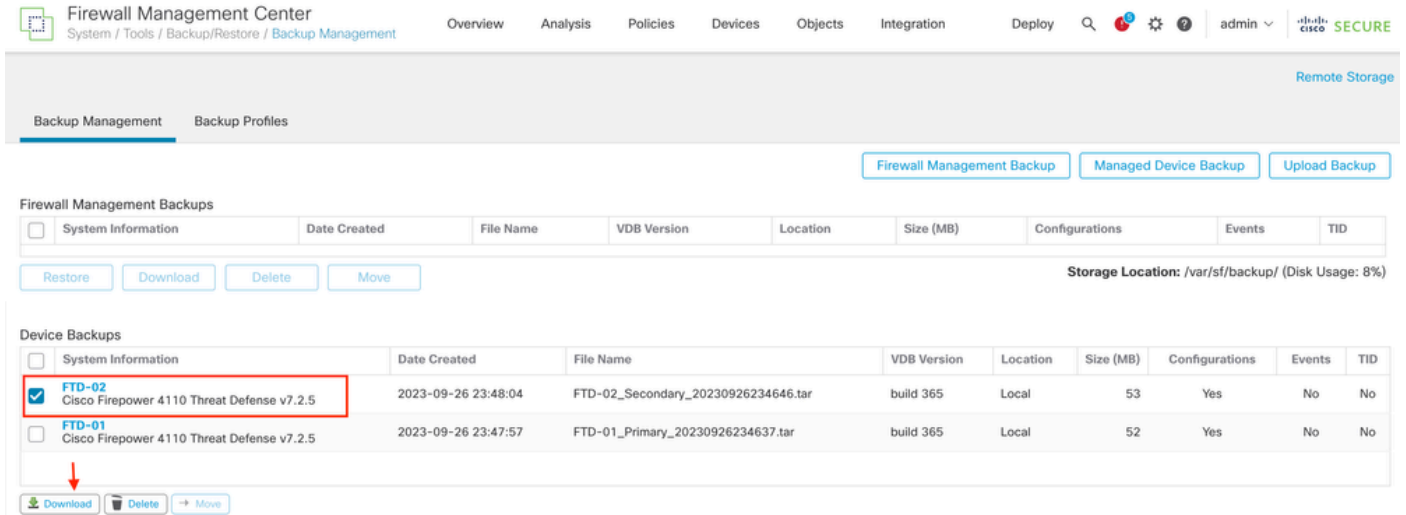 Firewall Management Center
System / Tools / Backup/Restore / Backup Management
Overview Analysis Policies Devices Objects Integration Deploy 5 admin cisco SECURE
Remote Storage
Backup Management Backup Profiles
Firewall Management Backup Managed Device Backup Upload Backup
Firewall Management Backups
System Information Date Created File Name VDB Version Location Size (MB) Configurations Events TID
Restore Download Delete Move Storage Location: /var/sf/backup/ (Disk Usage: 8%)
Device Backups
System Information Date Created File Name VDB Version Location Size (MB) Configurations Events TID
FTD-02
Cisco Firepower 4110 Threat Defense v7.2.5 2023-09-26 23:48:04 FTD-02_Secondary_20230926234646.tar build 365 Local 53 Yes No No
FTD-01
Cisco Firepower 4110 Threat Defense v7.2.5 2023-09-26 23:47:57 FTD-01_Primary_20230926234637.tar build 365 Local 52 Yes No No
Download Delete Move